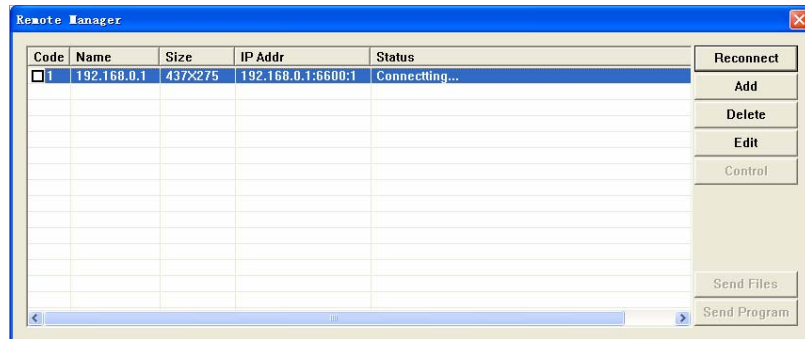 Remote Manager
Code Name Size IP Addr Status
1 192.168.0.1 437X275 192.168.0.1:6600:1 Connectting...
Reconnect
Add
Delete
Edit
Control
Send Files
Send Program